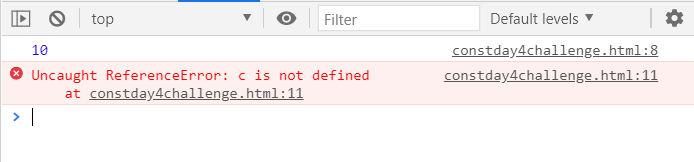 top Filter Default levels
10 constday4challenge.html:8
Uncaught ReferenceError: c is not defined constday4challenge.html:11
at constday4challenge.html:11